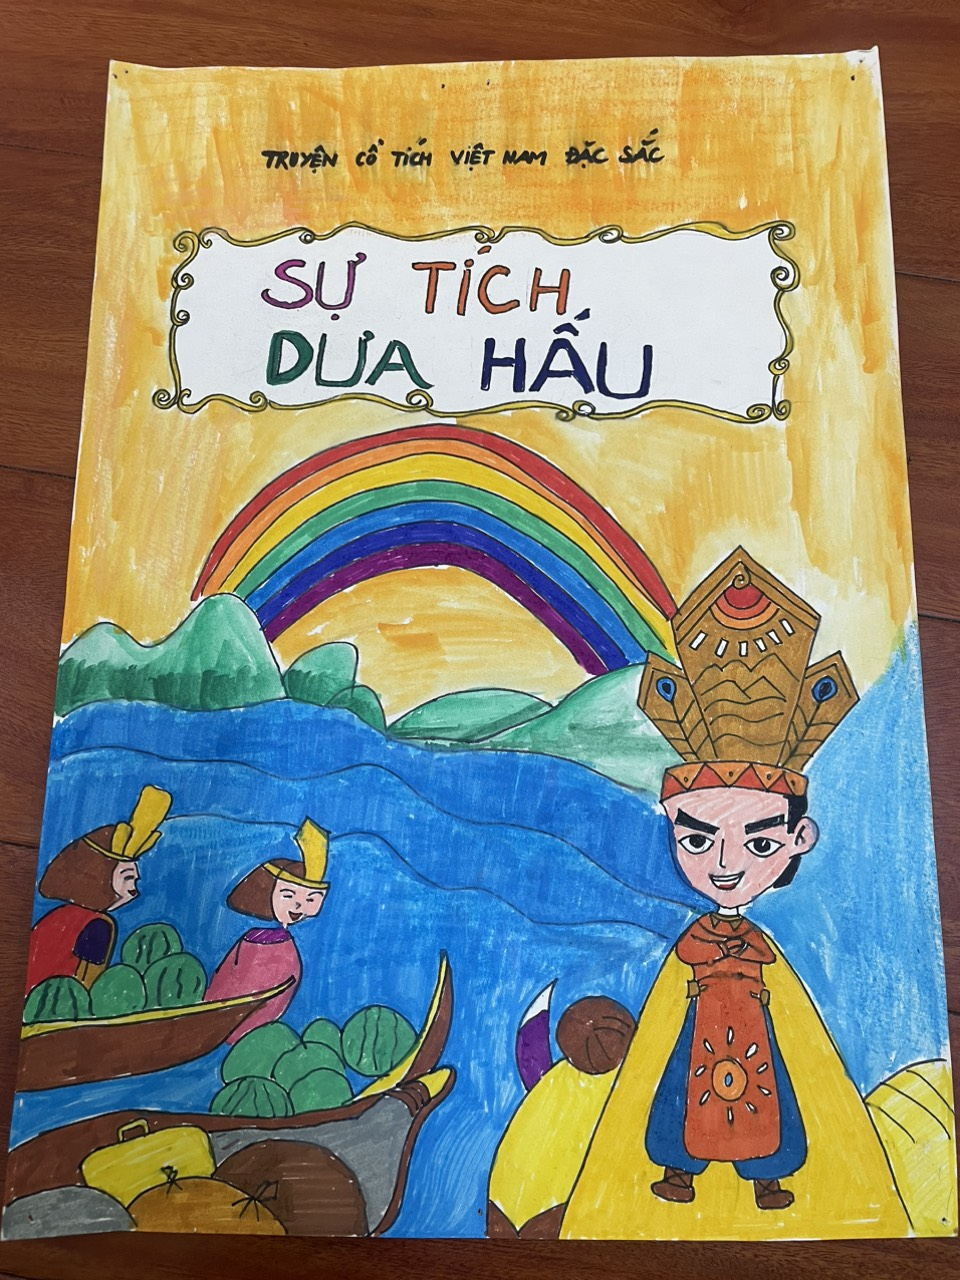 TRUYỆN CỔ TÍCH VIỆT NAM ĐẶC SẮC
SỰ TÍCH
DƯA HẤU